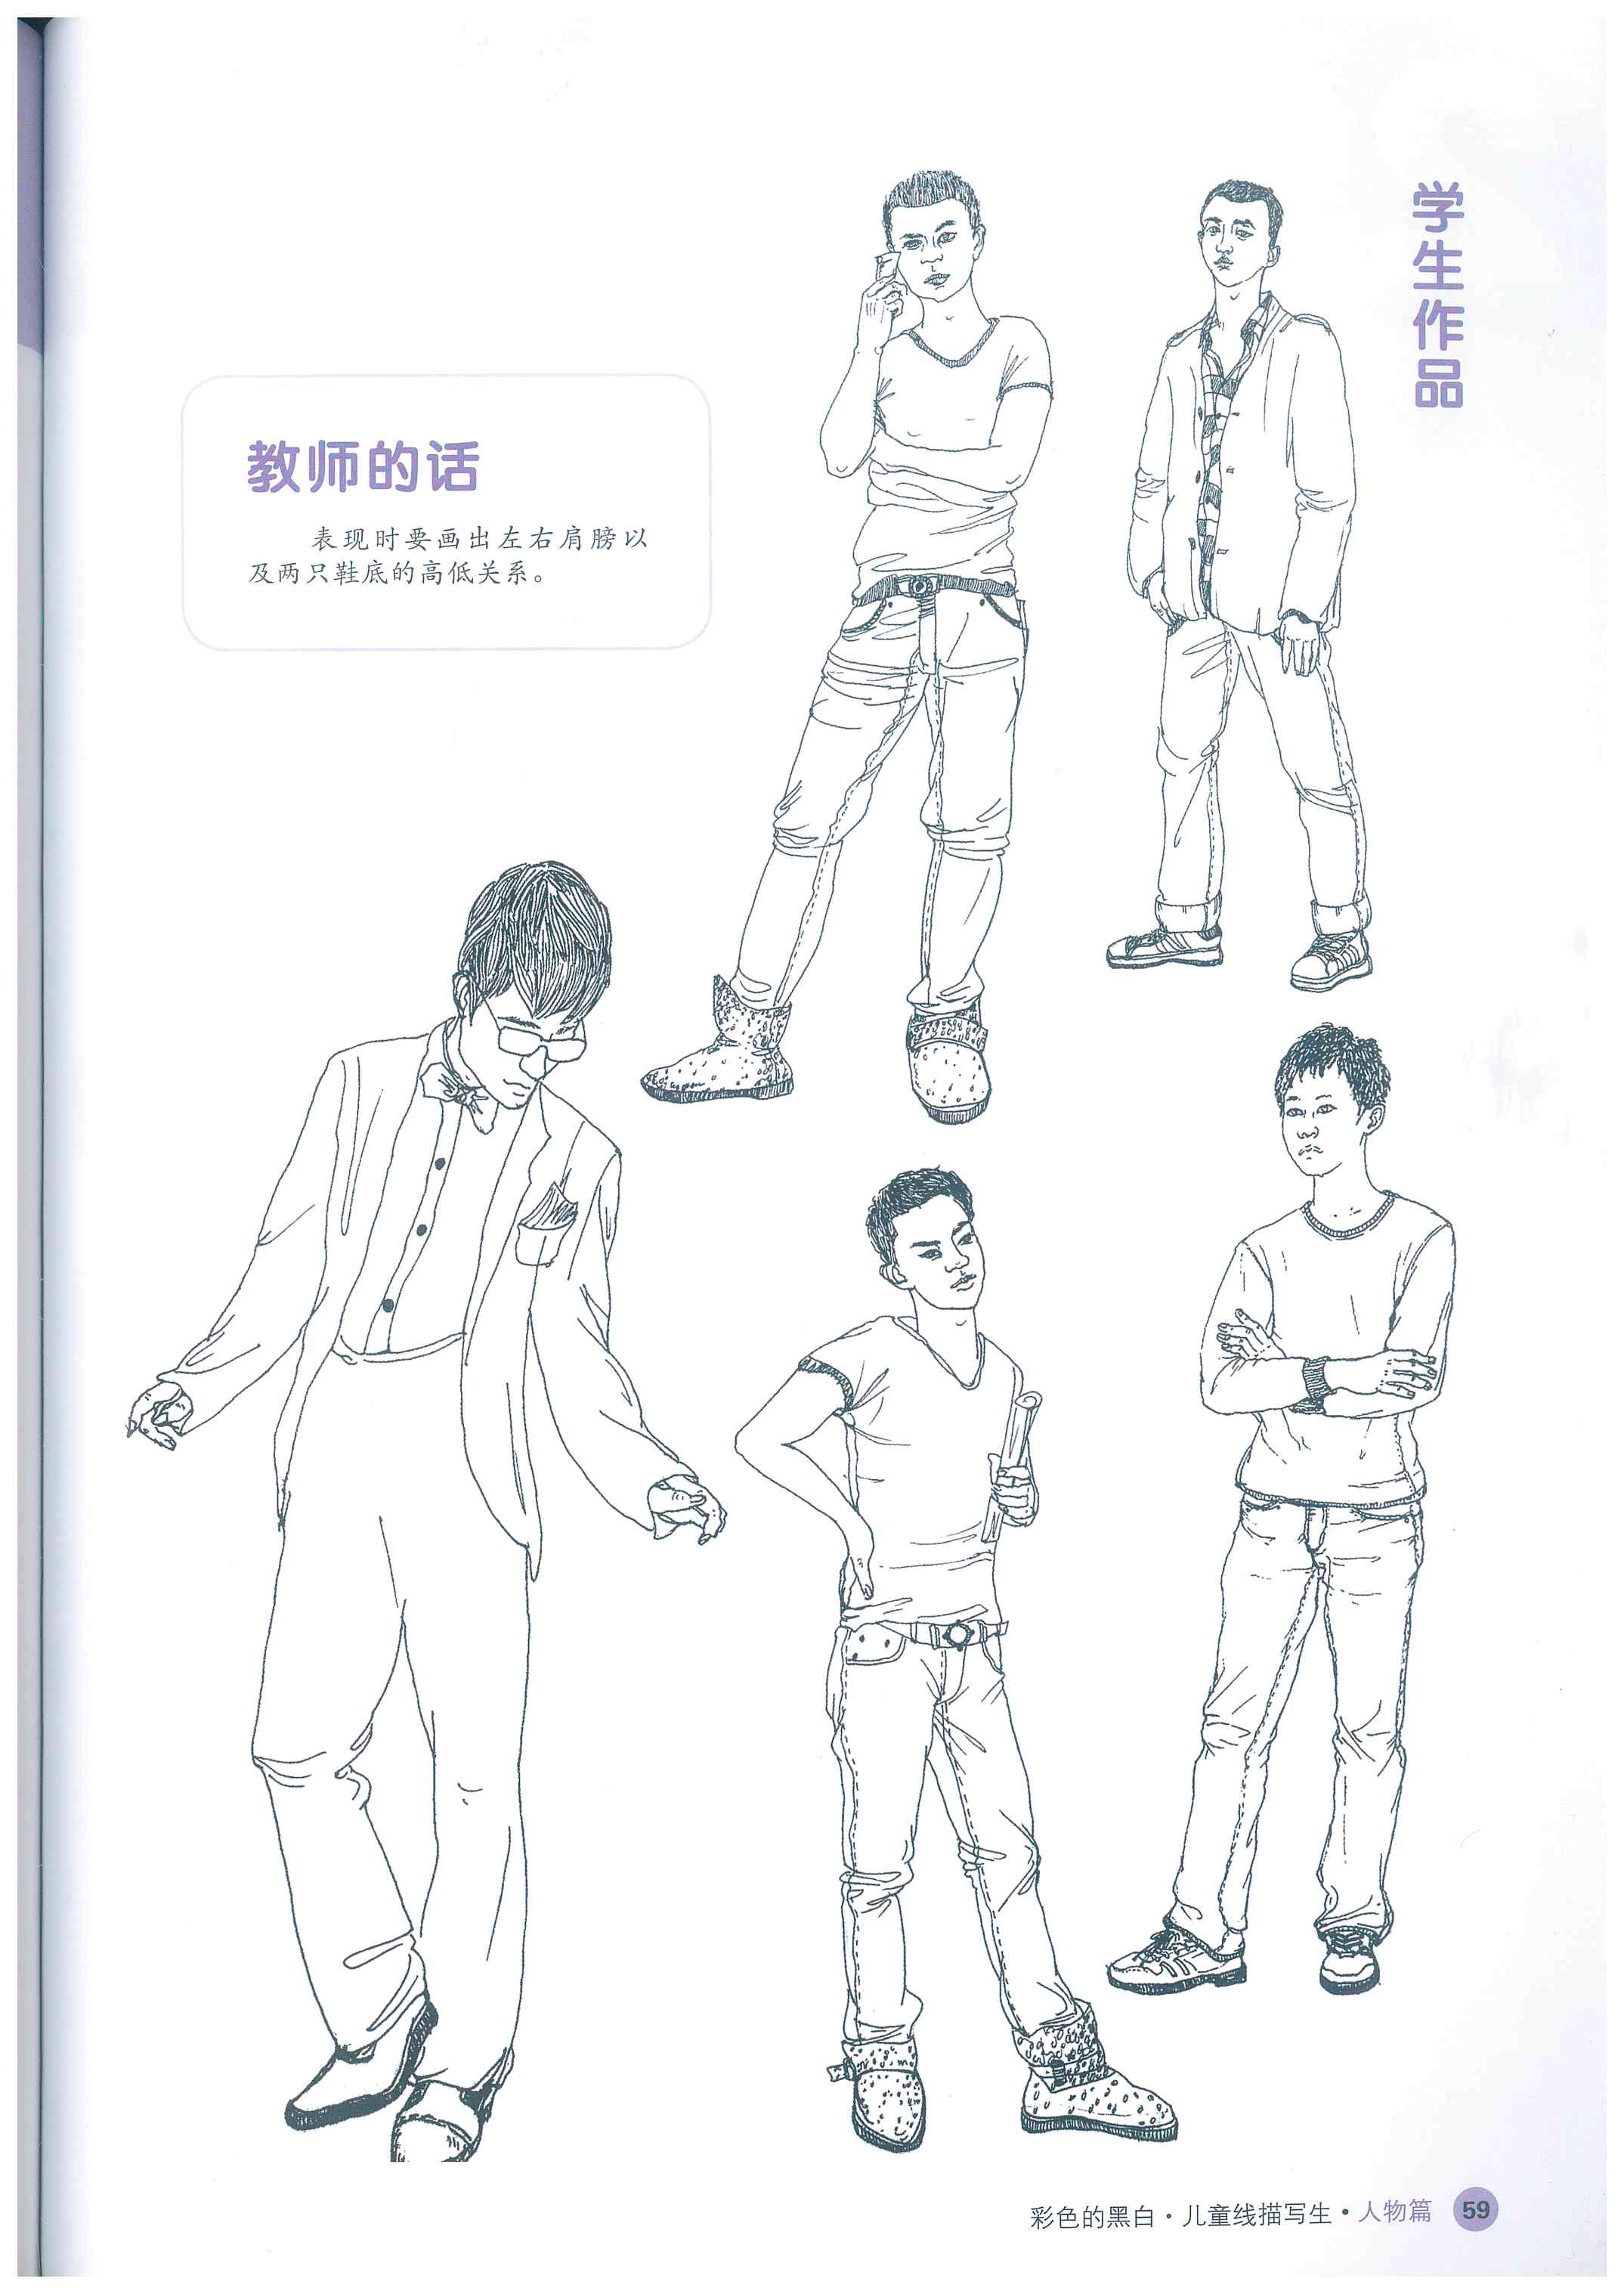 学生作品
教师的话
表现时要画出左右肩膀以
及两只鞋底的高低关系。
彩色的黑白·儿童线描写生·人物篇 59